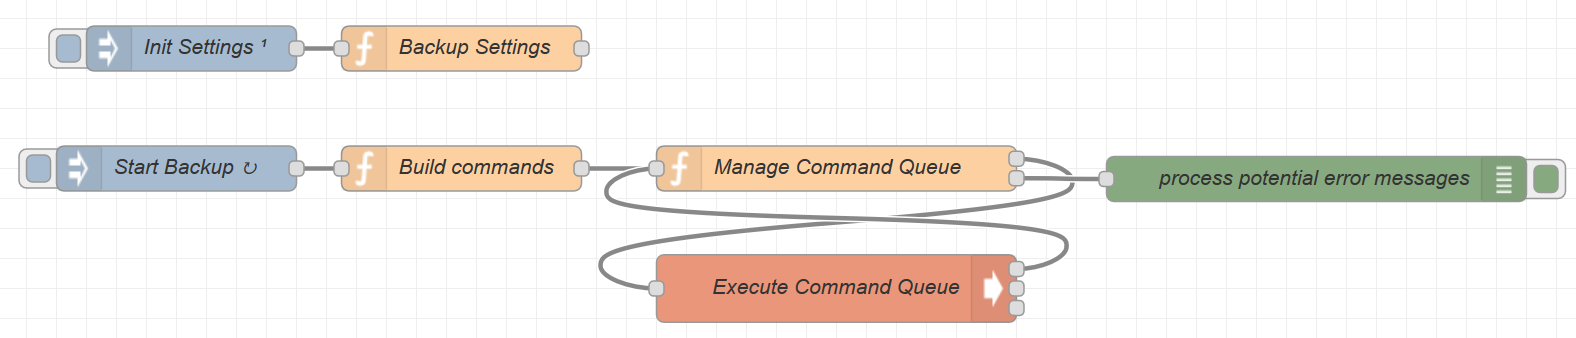 Init Settings ¹
Backup Settings
Start Backup ↻
Build commands
Manage Command Queue
process potential error messages
Execute Command Queue